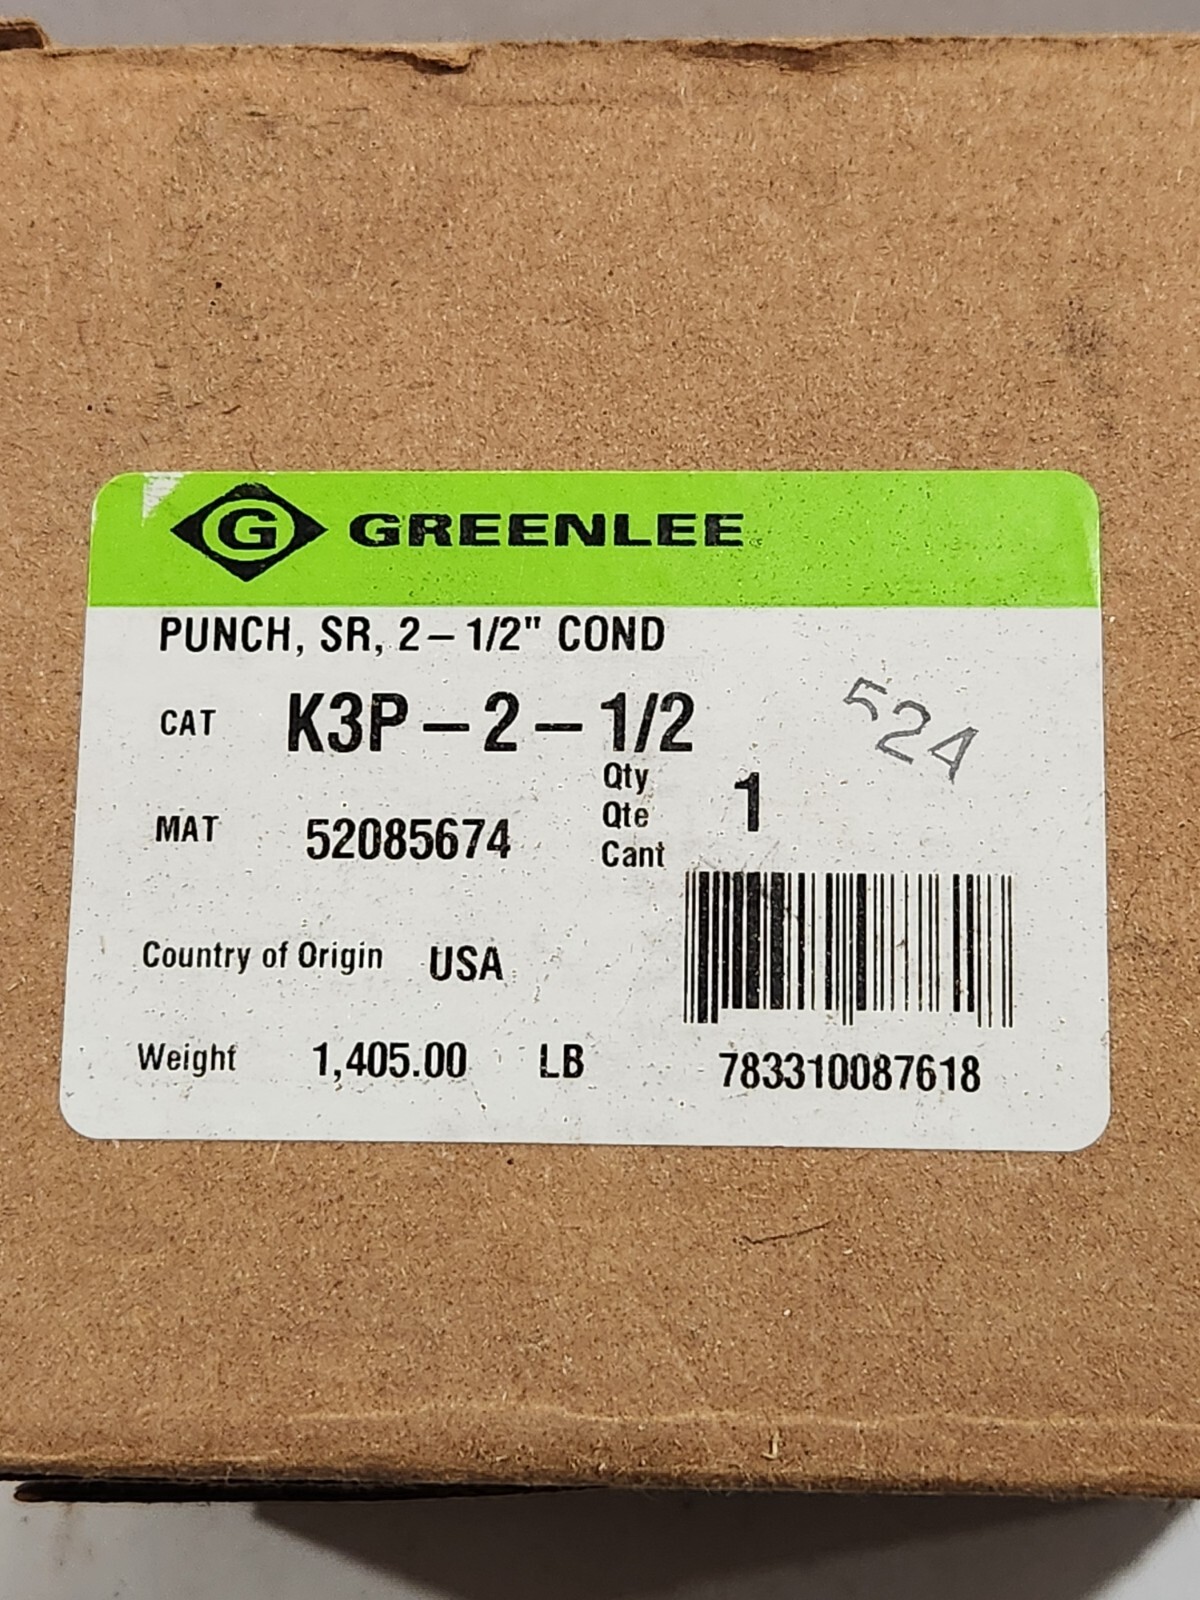 G GREENLEE
PUNCH, SR, 2-1/2" COND
CAT K3P-2-1/2
524
Qty
Qte 1
Cant
MAT 52085674
Country of Origin USA
Weight 1,405.00 LB
783310087618